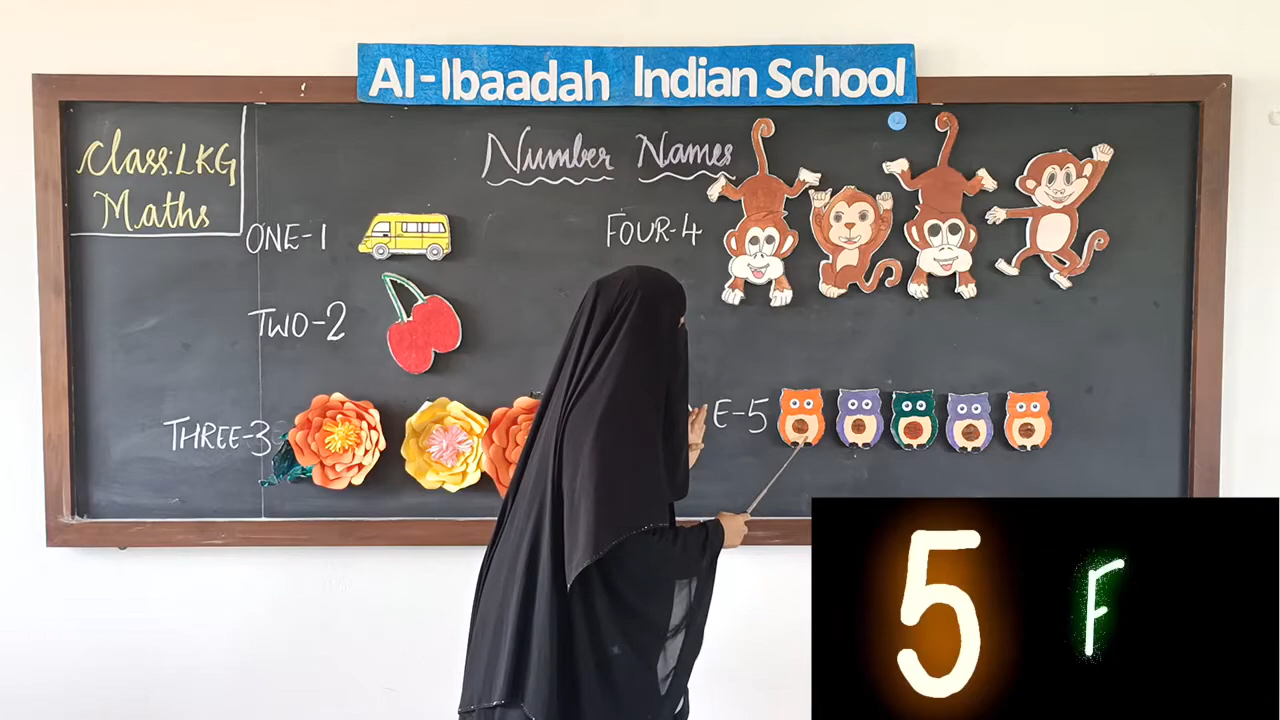 Al-Ibaadah Indian School
Class:LKG
Maths
Number Names
ONE-1
TWO-2
THREE-3
FOUR-4
E-5
5 F